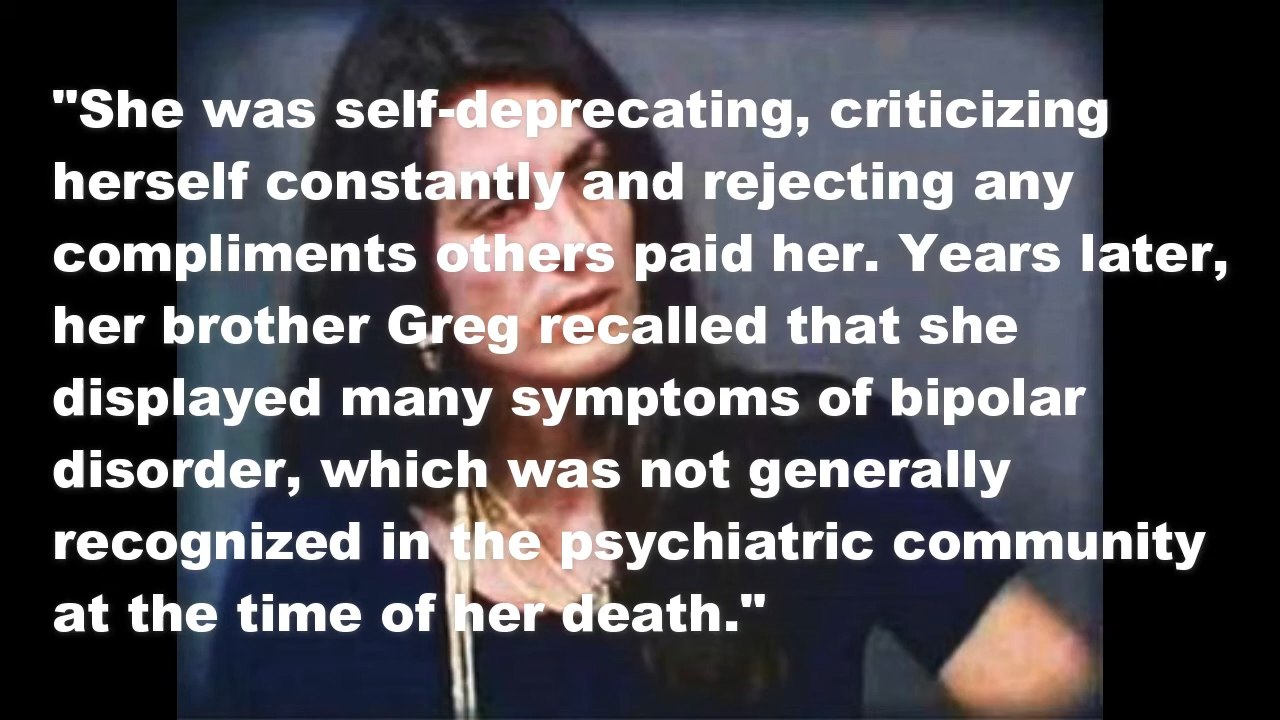 "She was self-deprecating, criticizing
herself constantly and rejecting any
compliments others paid her. Years later,
her brother Greg recalled that she
displayed many symptoms of bipolar
disorder, which was not generally
recognized in the psychiatric community
at the time of her death."